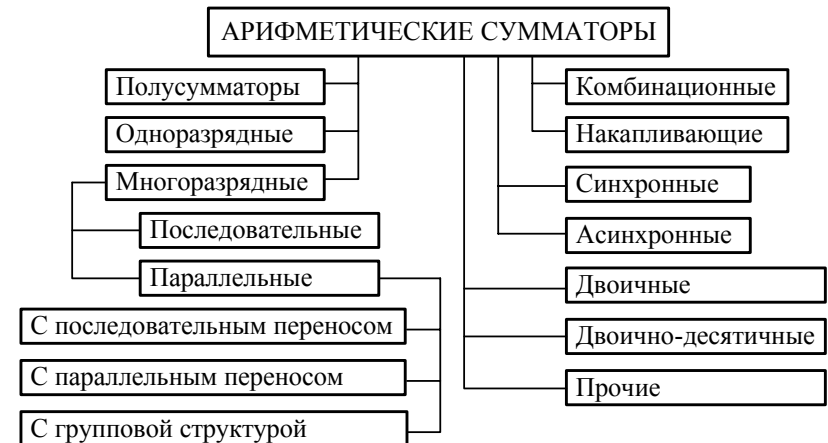 АРИФМЕТИЧЕСКИЕ СУММАТОРЫ
Полусумматоры
Одноразрядные
Многоразрядные
Последовательные
Параллельные
С последовательным переносом
С параллельным переносом
С групповой структурой
Комбинационные
Накапливающие
Синхронные
Асинхронные
Двоичные
Двоично-десятичные
Прочие